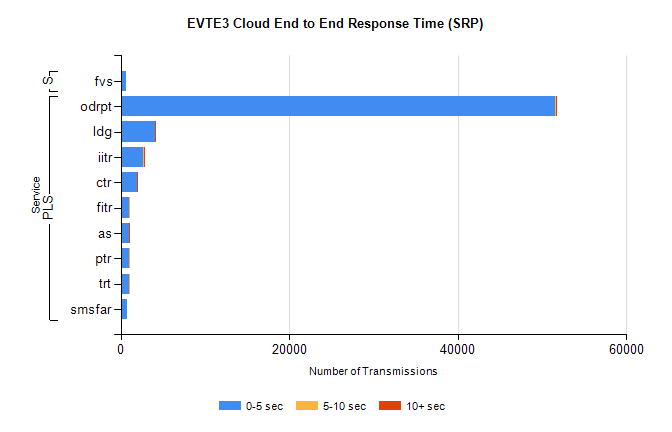 EVTE3 Cloud End to End Response Time (SRP)
Service
S
PLS
fvs
odrpt
ldg
iitr
ctr
fitr
as
ptr
trt
smsfar
0 20000 40000 60000
Number of Transmissions
0-5 sec 5-10 sec 10+ sec